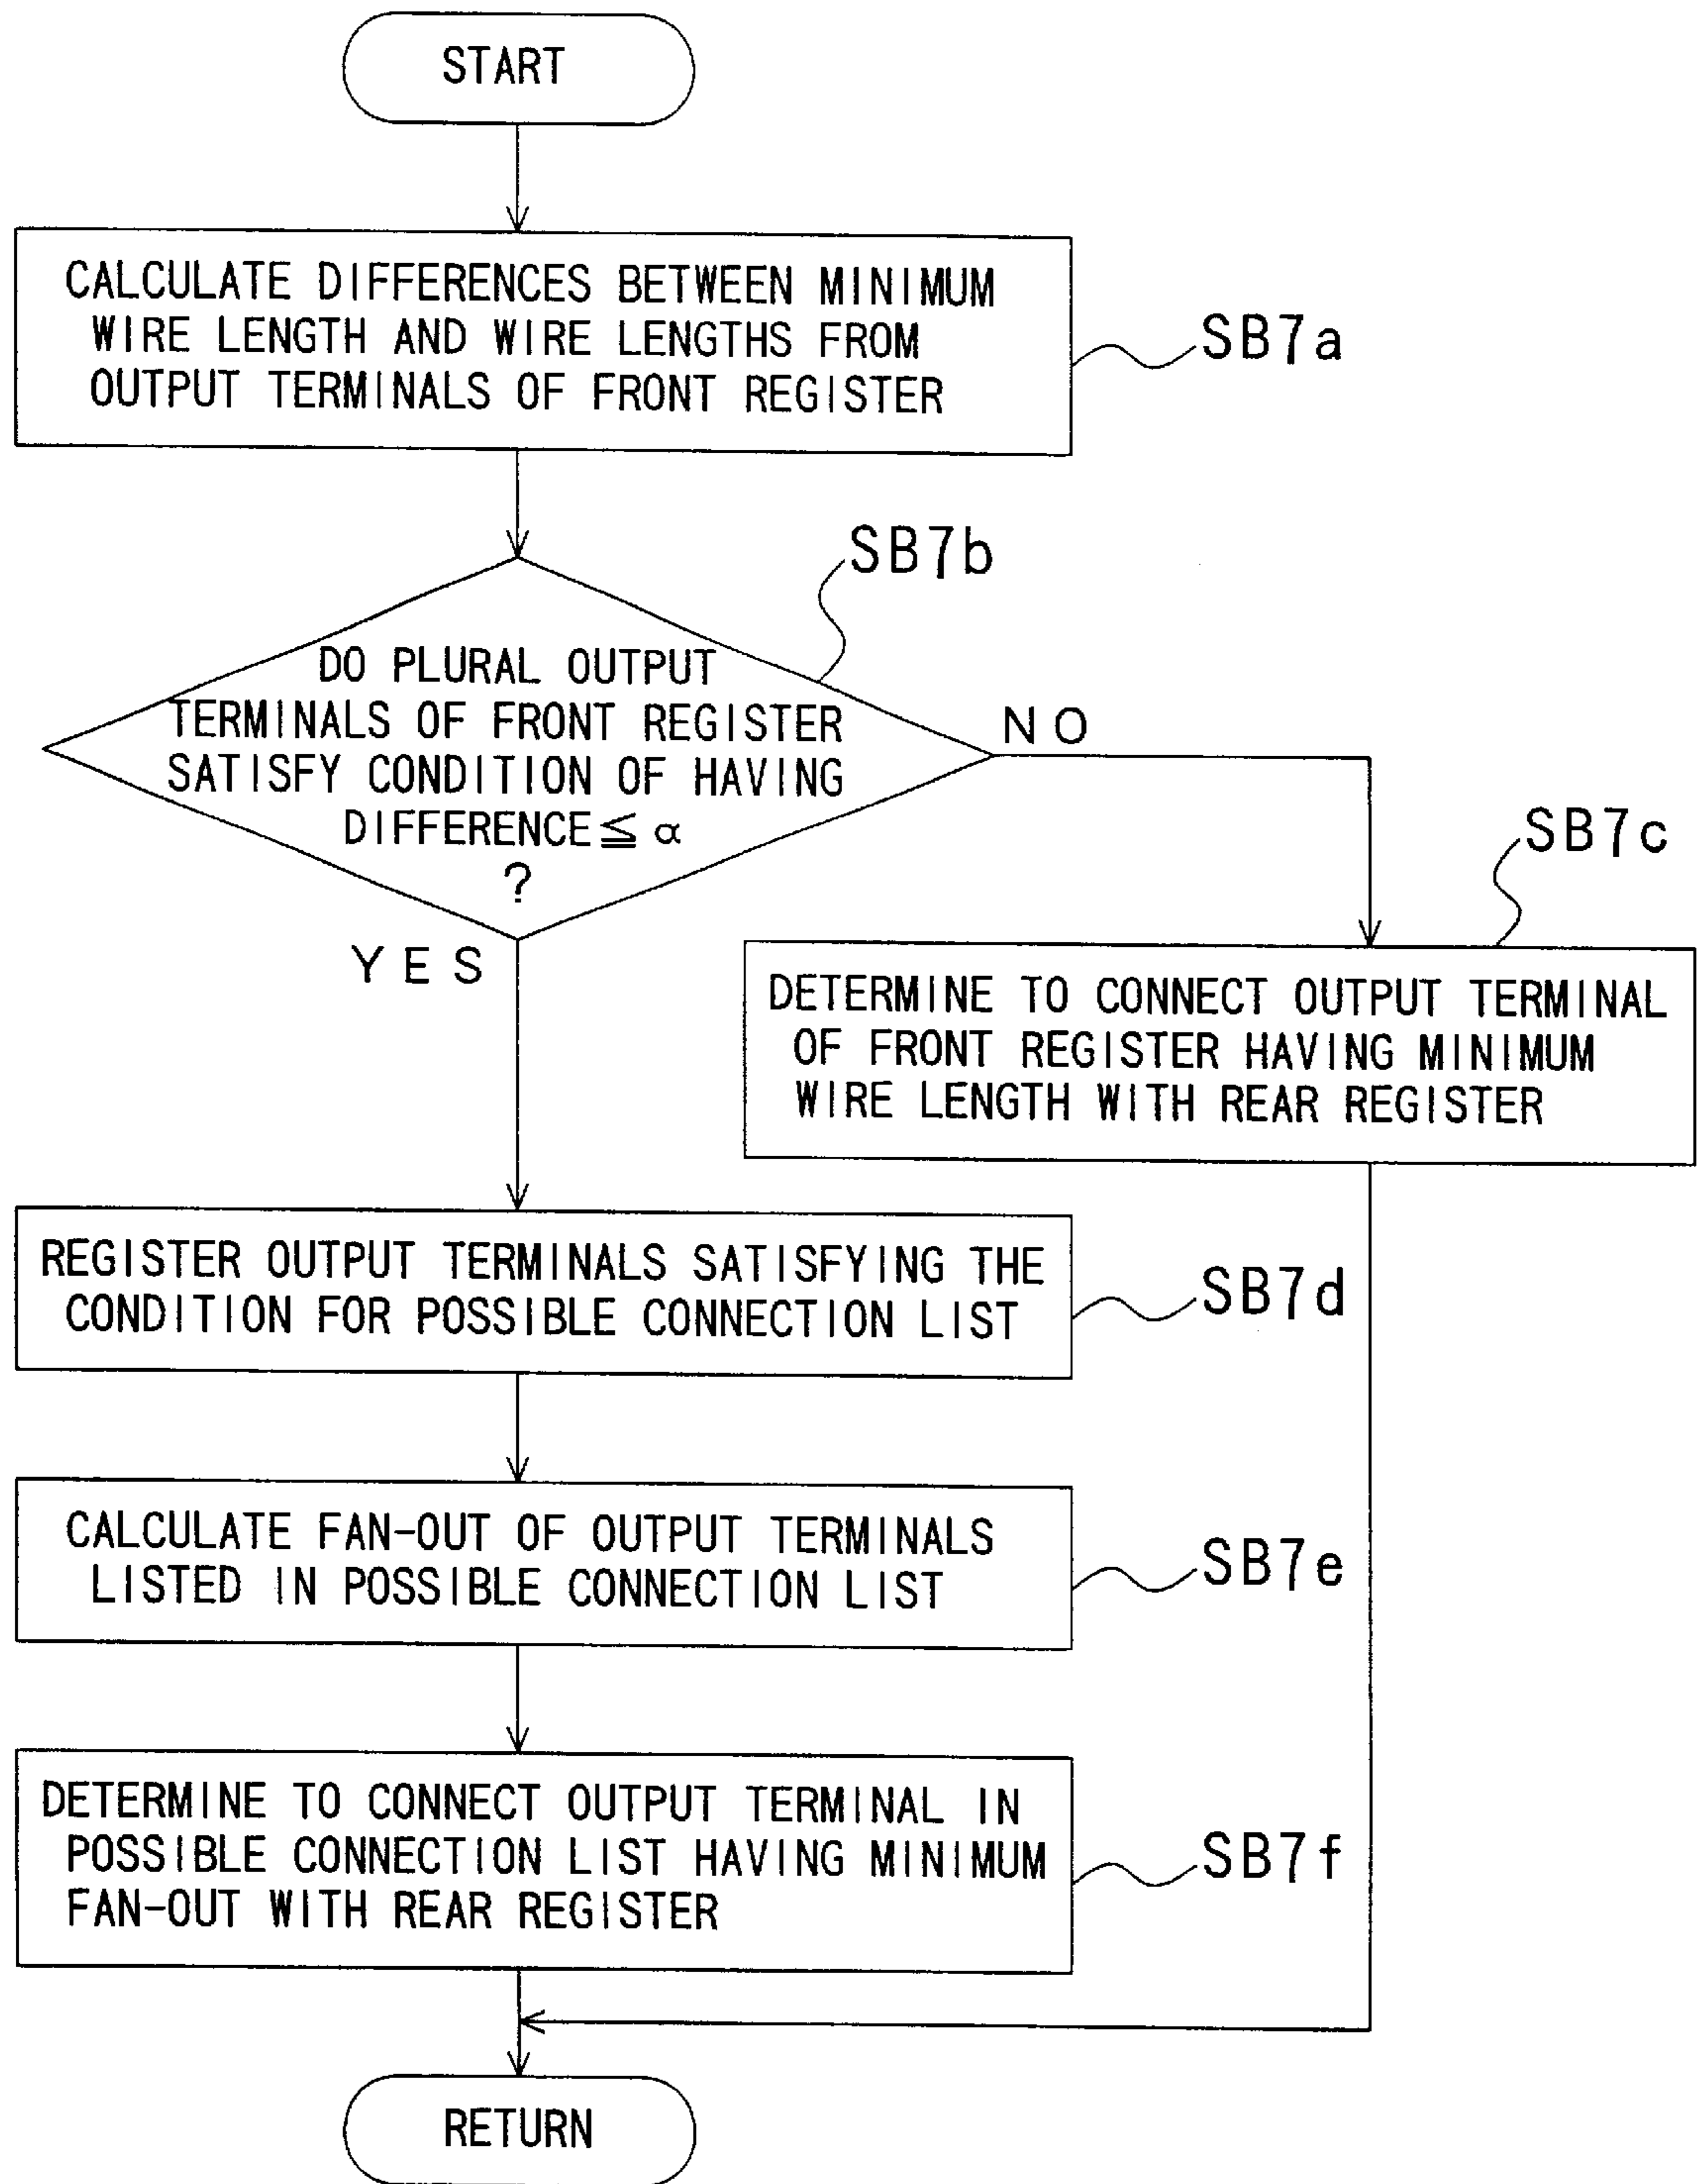 START
CALCULATE DIFFERENCES BETWEEN MINIMUM
WIRE LENGTH AND WIRE LENGTHS FROM
OUTPUT TERMINALS OF FRONT REGISTER
SB7a
SB7b
DO PLURAL OUTPUT
TERMINALS OF FRONT REGISTER
SATISFY CONDITION OF HAVING
DIFFERENCE≦ α
?
NO
YES
SB7c
DETERMINE TO CONNECT OUTPUT TERMINAL
OF FRONT REGISTER HAVING MINIMUM
WIRE LENGTH WITH REAR REGISTER
REGISTER OUTPUT TERMINALS SATISFYING THE
CONDITION FOR POSSIBLE CONNECTION LIST
SB7d
CALCULATE FAN-OUT OF OUTPUT TERMINALS
LISTED IN POSSIBLE CONNECTION LIST
SB7e
DETERMINE TO CONNECT OUTPUT TERMINAL IN
POSSIBLE CONNECTION LIST HAVING MINIMUM
FAN-OUT WITH REAR REGISTER
SB7f
RETURN